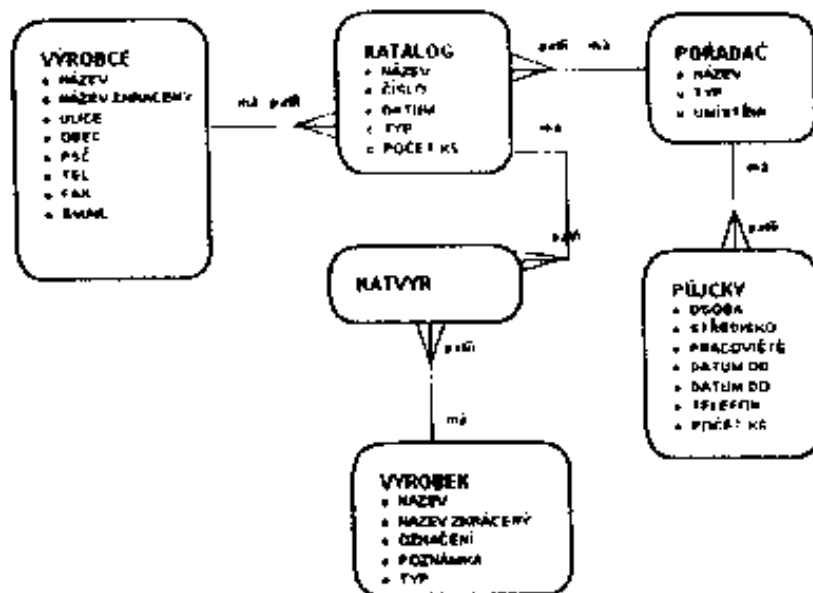 VÝROBCE
NÁZEV
NÁZEV ZKRÁCENÝ
ULICE
OBEC
PSČ
TEL
FAX
EMAIL
má patří
KATALOG
NÁZEV
ČÍSLO
DATUM
TYP
POČET KS
patří má
POŘADAČ
NÁZEV
TYP
UMÍSTĚNÍ
má
patří
má
patří
KATVYR
patří
má
PŮJČKY
OSOBA
STŘEDISKO
PRACOVIŠTĚ
DATUM OD
DATUM DO
TELEFON
POČET KS
VÝROBEK
NÁZEV
NÁZEV ZKRÁCENÝ
OZNAČENÍ
POZNÁMKA
TYP